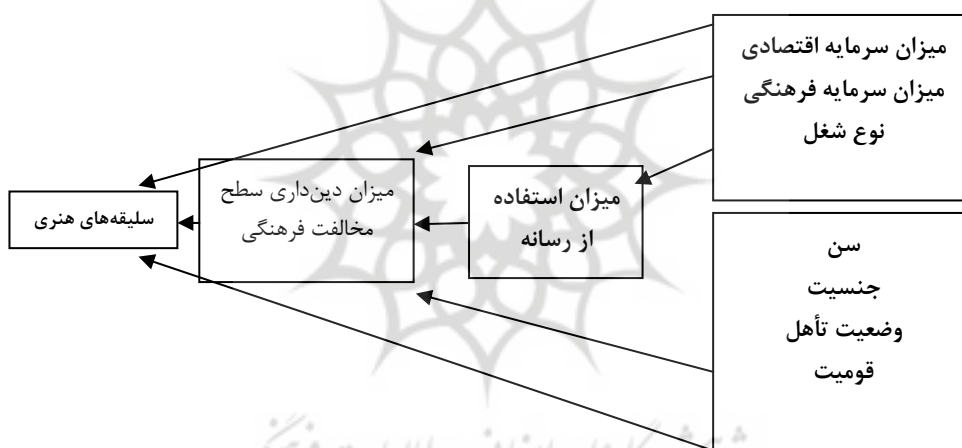 میزان سرمایه اقتصادی
میزان سرمایه فرهنگی
نوع شغل
سن
جنسیت
وضعیت تأهل
قومیت
میزان استفاده
از رسانه
میزان دین‌داری سطح
مخالفت فرهنگی
سلیقه‌های هنری